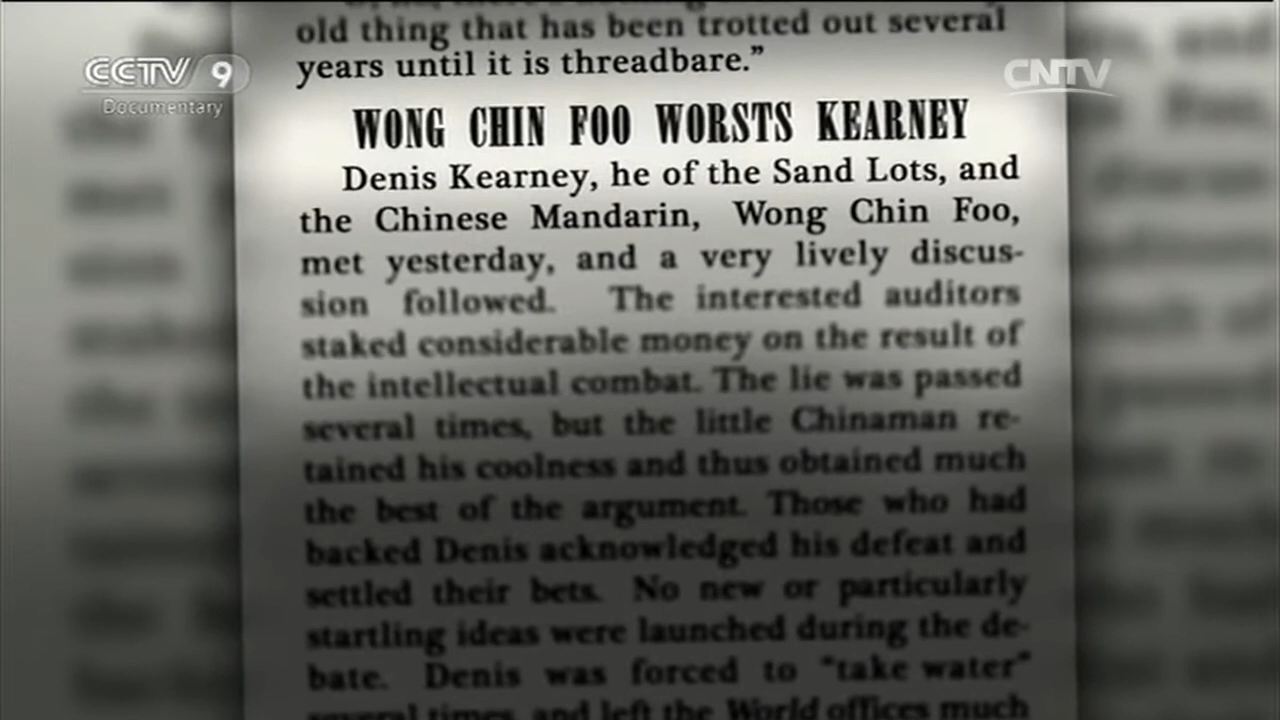 old thing that has been trotted out several
years until it is threadbare.”
CCTV 9
Documentary
CNTV
WONG CHIN FOO WORSTS KEARNEY
Denis Kearney, he of the Sand Lots, and
the Chinese Mandarin, Wong Chin Foo,
met yesterday, and a very lively discus-
sion followed. The interested auditors
staked considerable money on the result of
the intellectual combat. The lie was passed
several times, but the little Chinaman re-
tained his coolness and thus obtained much
the best of the argument. Those who had
backed Denis acknowledged his defeat and
settled their bets. No new or particularly
startling ideas were launched during the de-
bate. Denis was forced to “take water”
several times, and left the World offices much